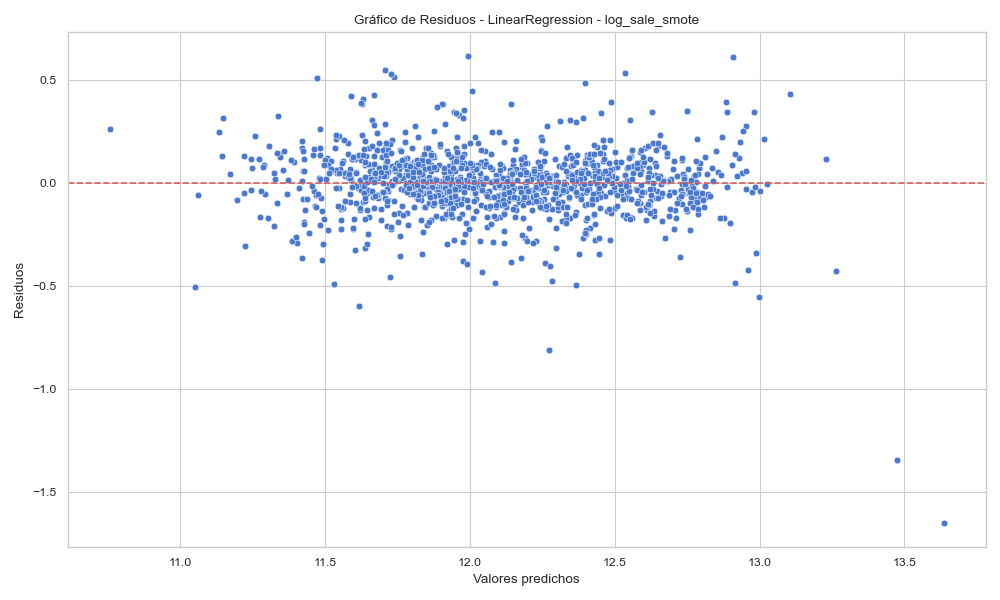 Gráfico de Residuos - LinearRegression - log_sale_smote
Residuos
0.5
0.0
−0.5
−1.0
−1.5
11.0 11.5 12.0 12.5 13.0 13.5
Valores predichos